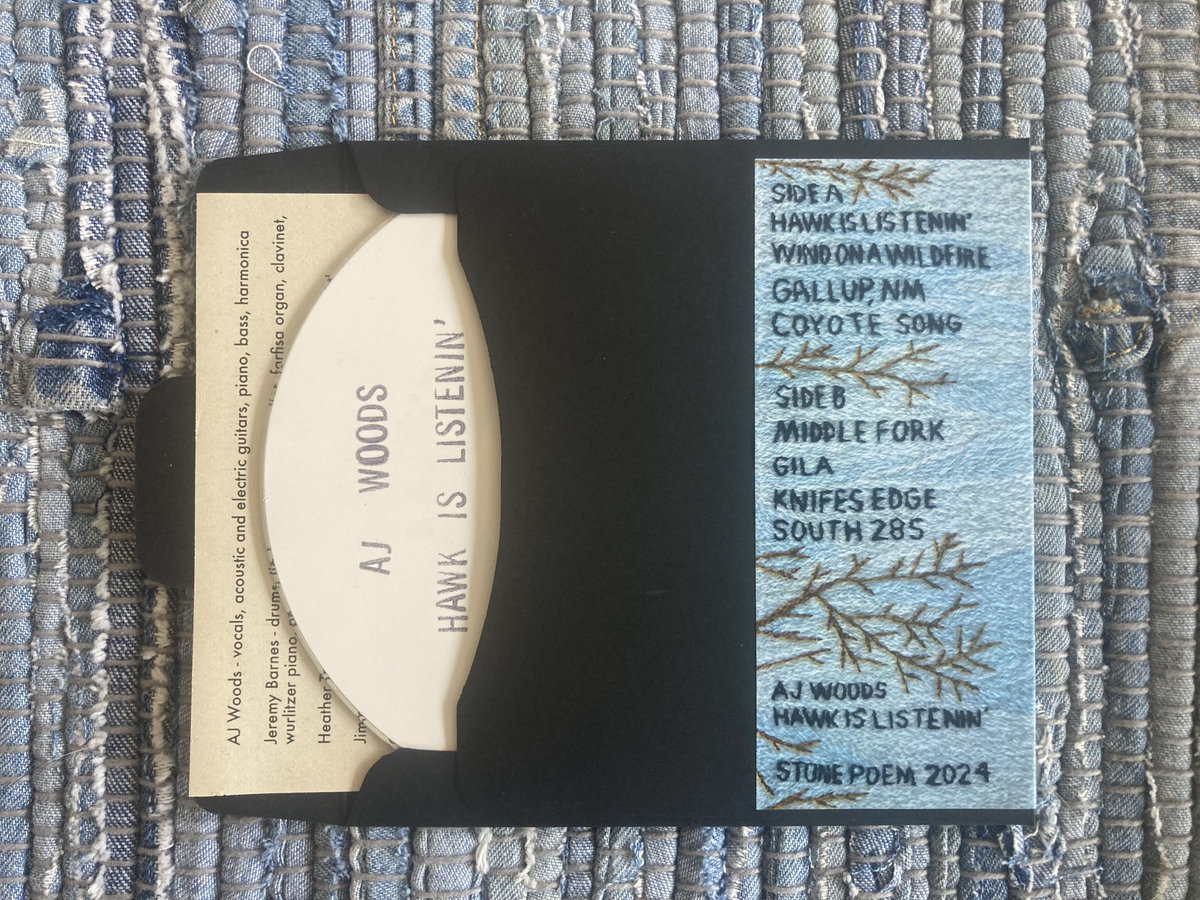 AJ Woods - vocals, acoustic and electric guitars, piano, bass, harmonica
Jeremy Barnes - drums, farfisa organ, clavinet,
wurlitzer piano,
Heather
AJ WOODS
HAWK IS LISTENIN'
SIDE A
HAWK IS LISTENIN'
WIND ON A WILDFIRE
GALLUP, NM
COYOTE SONG
SIDE B
MIDDLE FORK
GILA
KNIFES EDGE
SOUTH 285
AJ WOODS
HAWK IS LISTENIN'
STONE POEM 2024